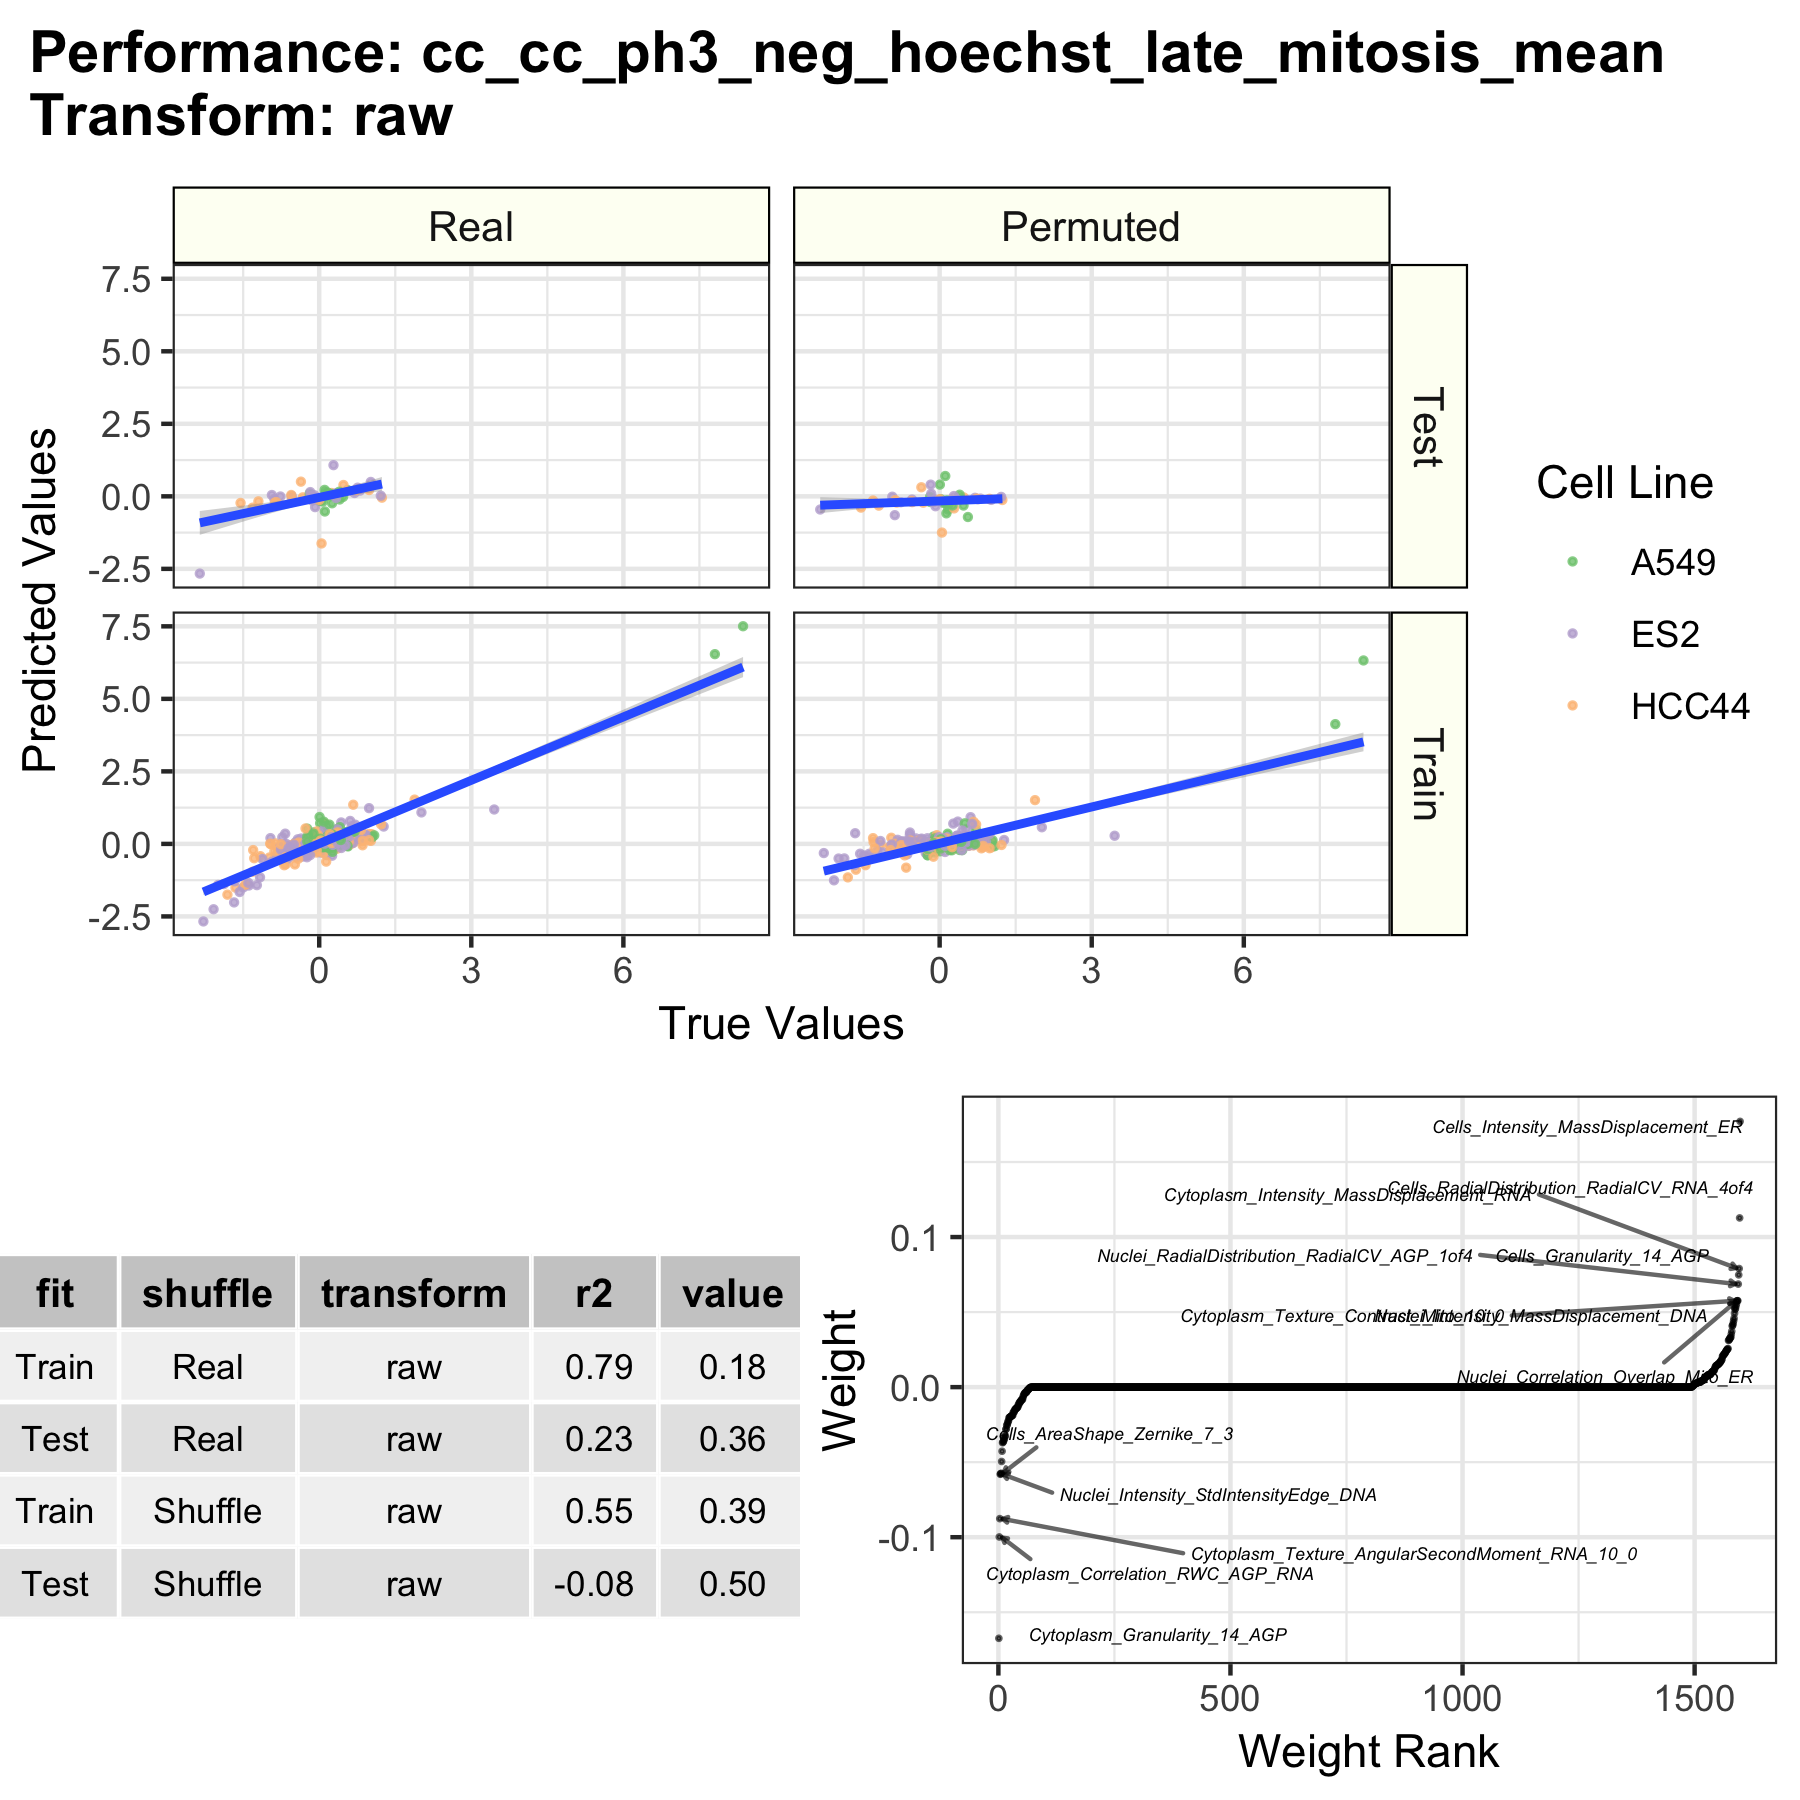 Performance: cc_cc_ph3_neg_hoechst_late_mitosis_mean
Transform: raw
Real
Permuted
7.5
5.0
2.5
0.0
-2.5
Test
7.5
5.0
2.5
0.0
-2.5
Train
Predicted Values
0 3 6
0 3 6
True Values
Cell Line
A549
ES2
HCC44
fit shuffle transform r2 value
Train Real raw 0.79 0.18
Test Real raw 0.23 0.36
Train Shuffle raw 0.55 0.39
Test Shuffle raw -0.08 0.50
Weight
0.1
0.0
-0.1
Cells_Intensity_MassDisplacement_ER
Cells_RadialDistribution_RadialCV_RNA_4of4
Cytoplasm_Intensity_MassDisplacement_RNA
Nuclei_RadialDistribution_RadialCV_AGP_1of4
Cells_Granularity_14_AGP
Cytoplasm_Texture_Contrast_Mito_10_0
Nuclei_Intensity_MassDisplacement_DNA
Nuclei_Correlation_Overlap_Mito_ER
Cells_AreaShape_Zernike_7_3
Nuclei_Intensity_StdIntensityEdge_DNA
Cytoplasm_Texture_AngularSecondMoment_RNA_10_0
Cytoplasm_Correlation_RWC_AGP_RNA
Cytoplasm_Granularity_14_AGP
0 500 1000 1500
Weight Rank